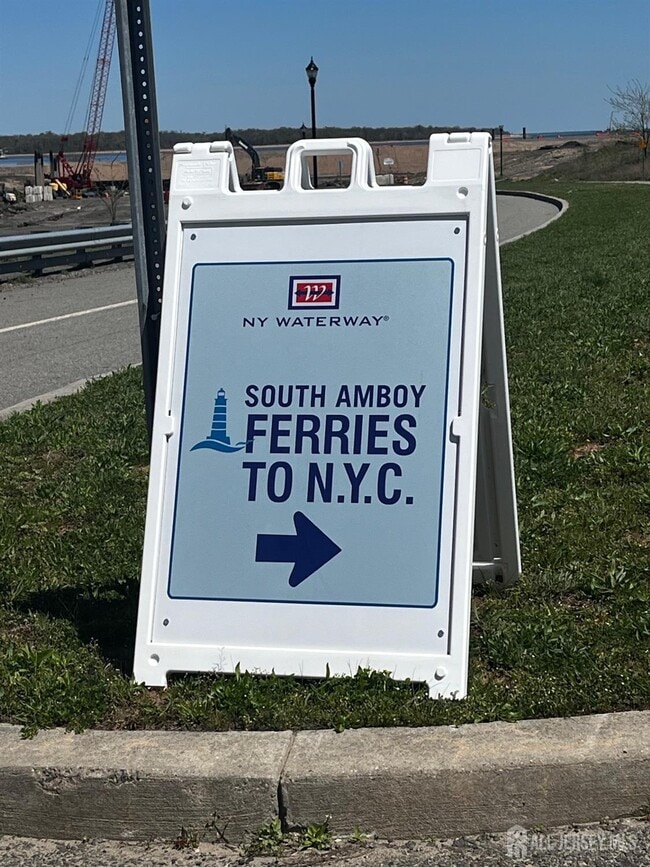 NY WATERWAY®
SOUTH AMBOY
FERRIES
TO N.Y.C.